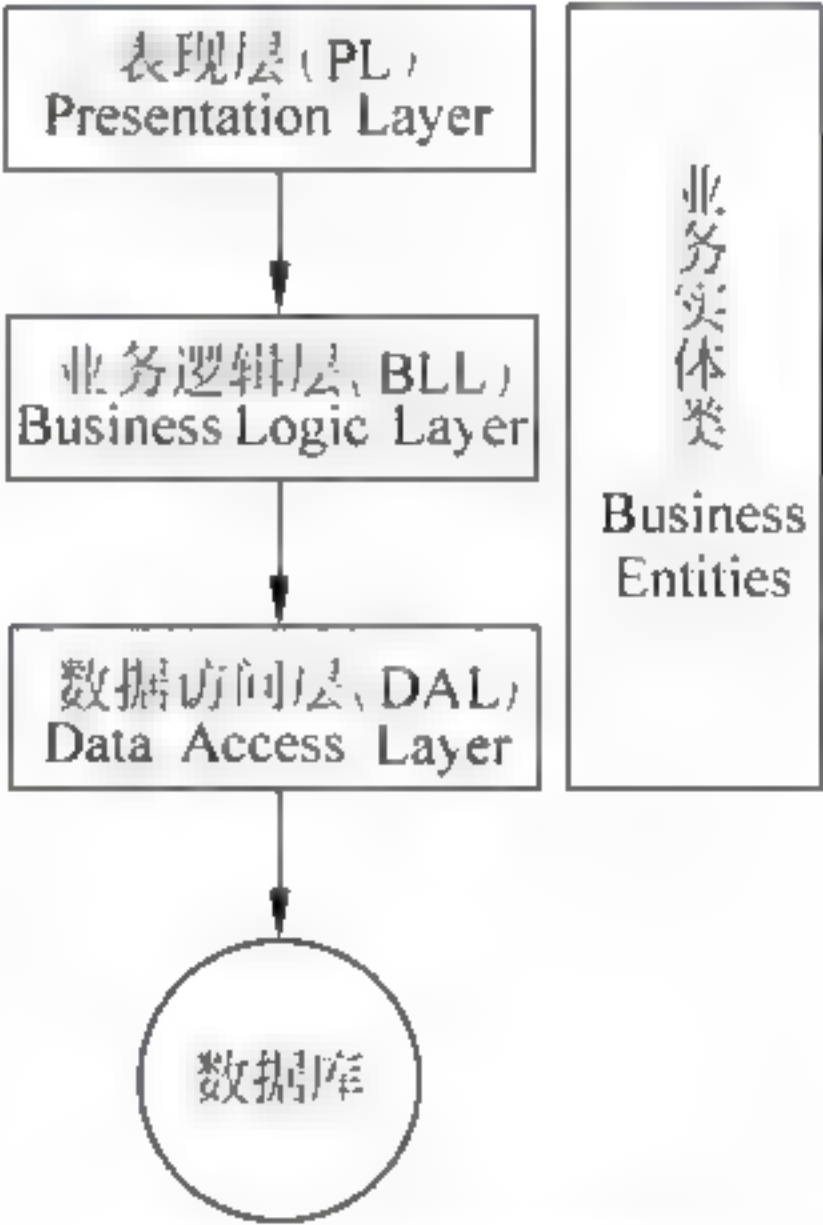 表现层(PL)
Presentation Layer
业务逻辑层(BLL)
Business Logic Layer
数据访问层(DAL)
Data Access Layer
数据库
业务实体类
Business
Entities